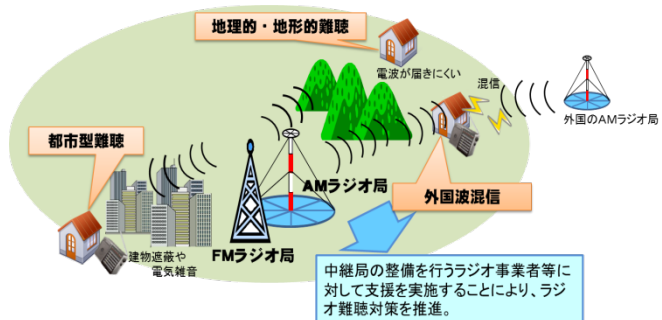 地理的・地形的難聴
電波が届きにくい
混信
外国のAMラジオ局
都市型難聴
AMラジオ局
外国波混信
FMラジオ局
建物遮蔽や
電気雑音
中継局の整備を行うラジオ事業者等に
対して支援を実施することにより、ラジ
オ難聴対策を推進。